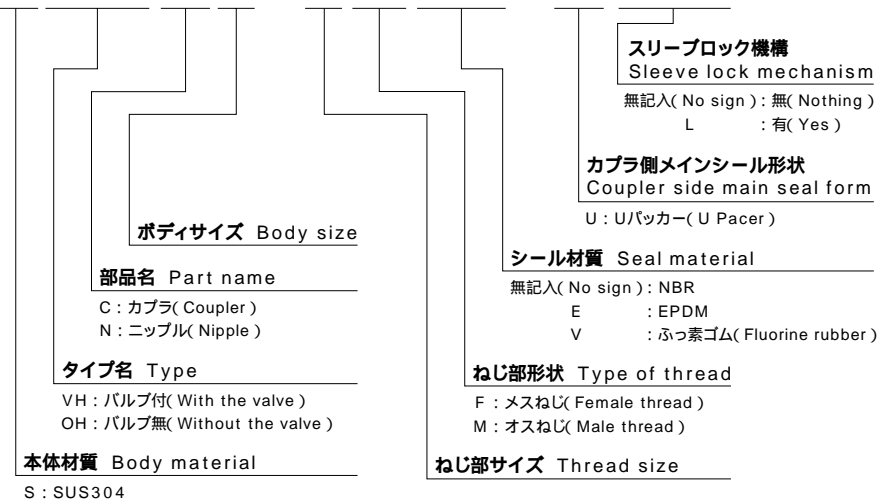 スリーブロック機構
Sleeve lock mechanism
無記入( No sign ) : 無( Nothing )
L : 有( Yes )
カプラ側メインシール形状
Coupler side main seal form
U : Uパッカー( U Pacer )
ボディサイズ Body size
シール材質 Seal material
無記入( No sign ) : NBR
E : EPDM
V : ふっ素ゴム( Fluorine rubber )
部品名 Part name
C : カプラ( Coupler )
N : ニップル( Nipple )
タイプ名 Type
VH : バルブ付( With the valve )
OH : バルブ無( Without the valve )
ねじ部形状 Type of thread
F : メスねじ( Female thread )
M : オスねじ( Male thread )
本体材質 Body material
S : SUS304
ねじ部サイズ Thread size